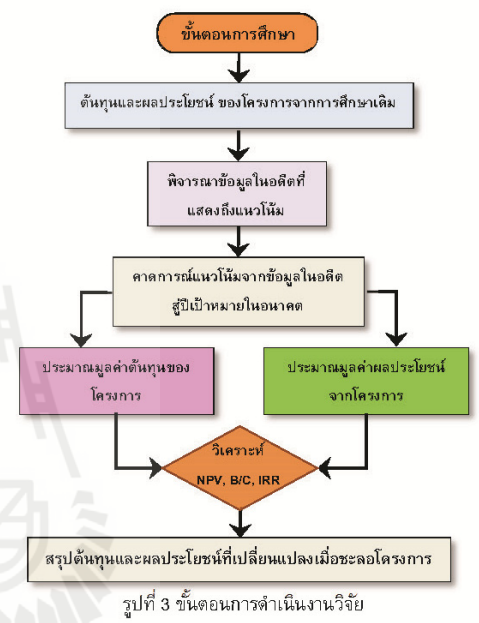 ขั้นตอนการศึกษา
ต้นทุนและผลประโยชน์ ของโครงการจากการศึกษาเดิม
พิจารณาข้อมูลในอดีตที่
แสดงถึงแนวโน้ม
คาดการณ์แนวโน้มจากข้อมูลในอดีต
สู่ปีเป้าหมายในอนาคต
ประมาณมูลค่าต้นทุนของ
โครงการ
ประมาณมูลค่าผลประโยชน์
จากโครงการ
วิเคราะห์
NPV, B/C, IRR
สรุปต้นทุนและผลประโยชน์ที่เปลี่ยนแปลงเมื่อชะลอโครงการ
รูปที่ 3 ขั้นตอนการดำเนินงานวิจัย